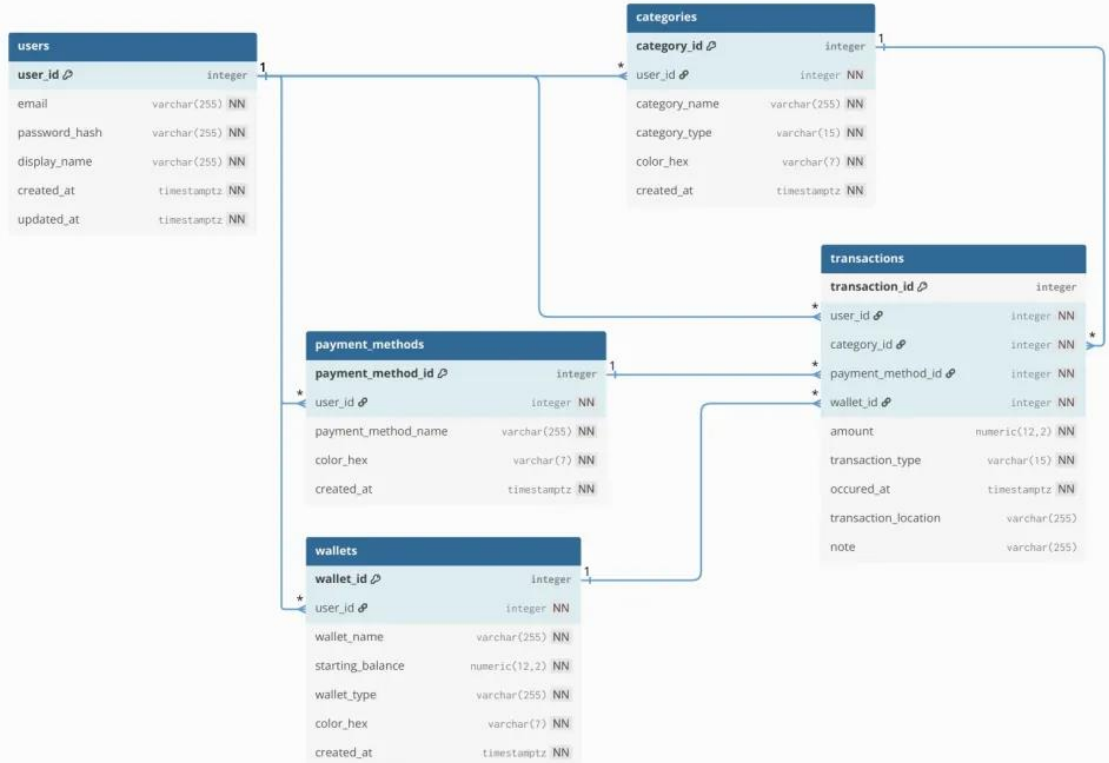 users
user_id integer
email varchar(255) NN
password_hash varchar(255) NN
display_name varchar(255) NN
created_at timestamptz NN
updated_at timestamptz NN
1
categories
category_id integer
1
* user_id integer NN
category_name varchar(255) NN
category_type varchar(15) NN
color_hex varchar(7) NN
created_at timestamptz NN
transactions
transaction_id integer
* user_id integer NN
category_id integer NN *
* payment_method_id integer NN
* wallet_id integer NN
amount numeric(12,2) NN
transaction_type varchar(15) NN
occured_at timestamptz NN
transaction_location varchar(255)
note varchar(255)
payment_methods
payment_method_id integer
1
* user_id integer NN
payment_method_name varchar(255) NN
color_hex varchar(7) NN
created_at timestamptz NN
wallets
wallet_id integer
1
* user_id integer NN
wallet_name varchar(255) NN
starting_balance numeric(12,2) NN
wallet_type varchar(255) NN
color_hex varchar(7) NN
created_at timestamptz NN